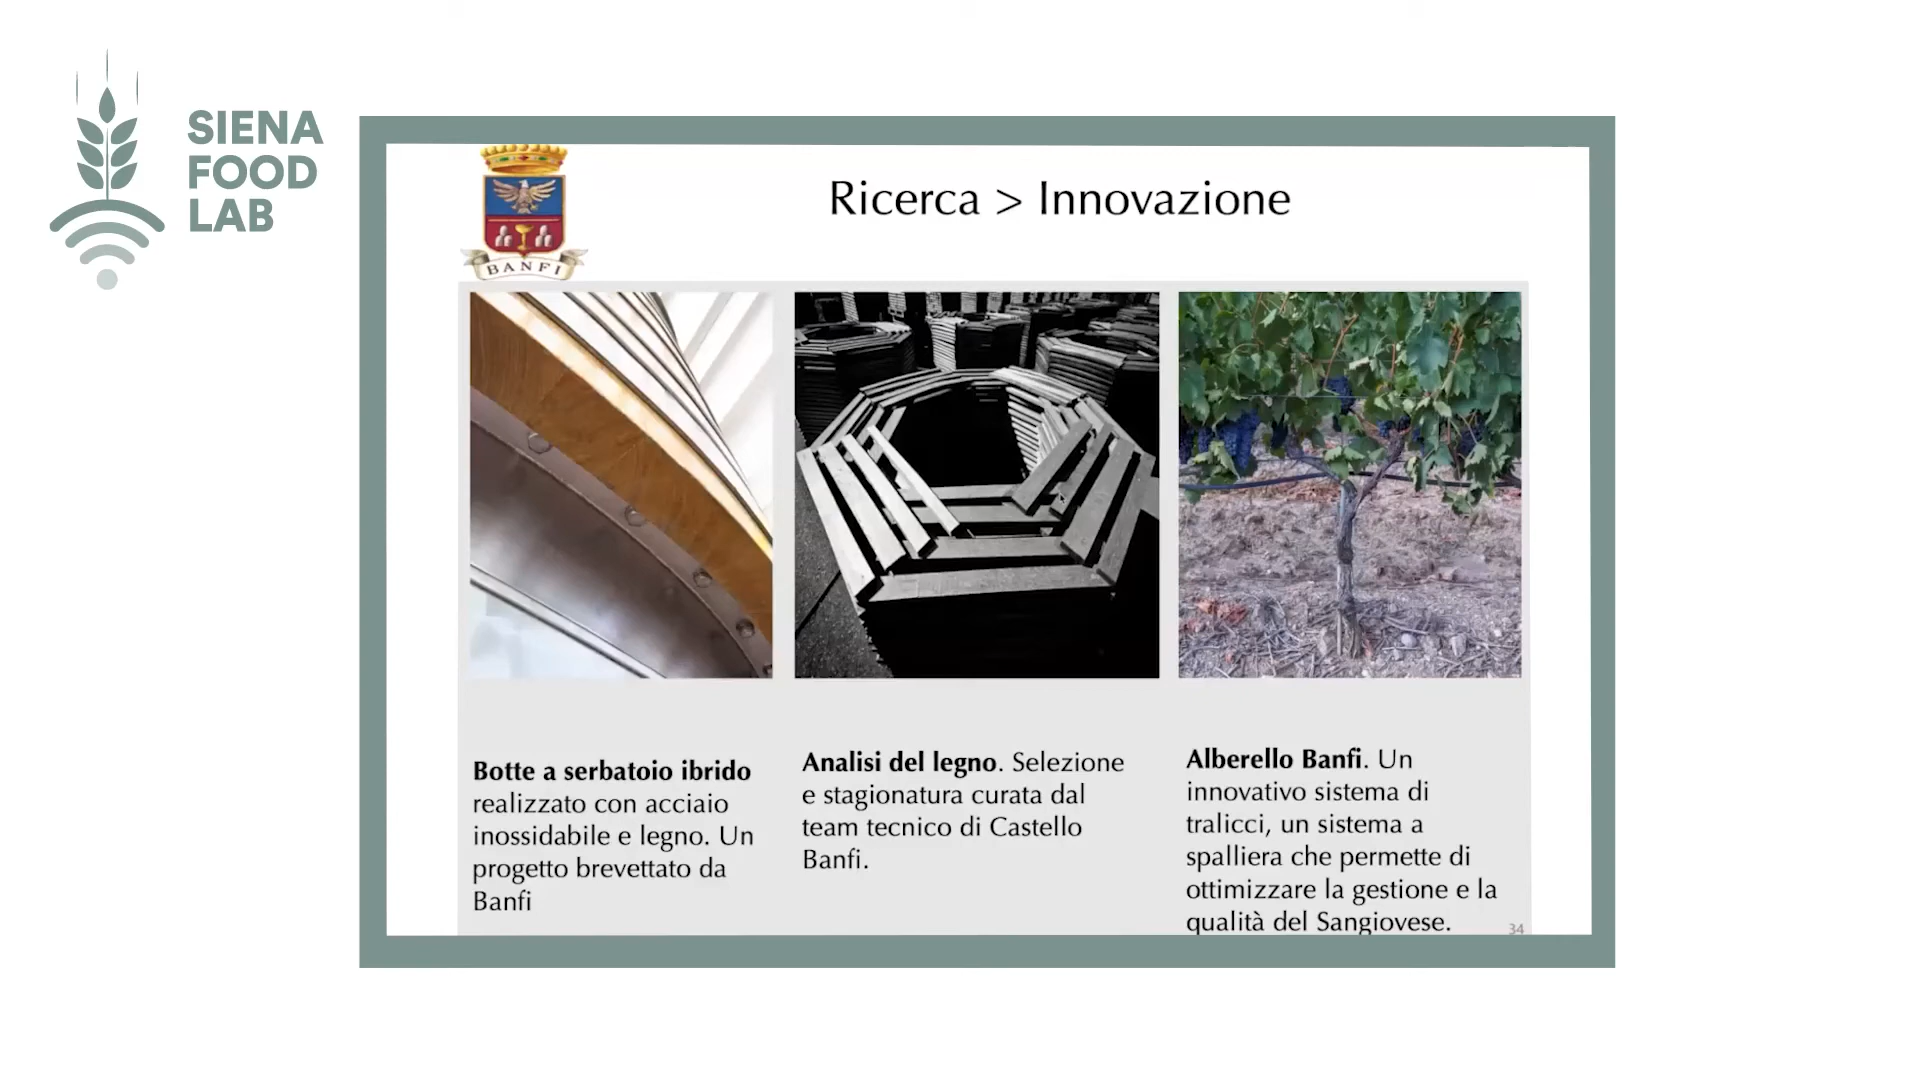 SIENA
FOOD
LAB
BANFI
Ricerca > Innovazione
Botte a serbatoio ibrido
realizzato con acciaio
inossidabile e legno. Un
progetto brevettato da
Banfi
Analisi del legno. Selezione
e stagionatura curata dal
team tecnico di Castello
Banfi.
Alberello Banfi. Un
innovativo sistema di
tralicci, un sistema a
spalliera che permette di
ottimizzare la gestione e la
qualità del Sangiovese.
34